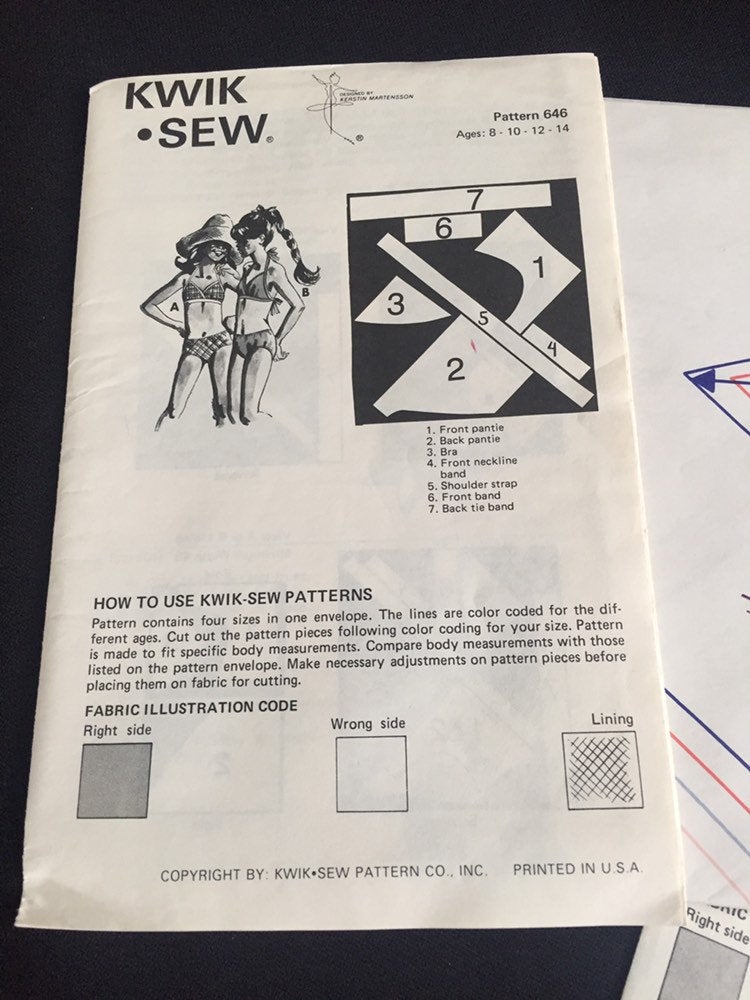 KWIK
•SEW®
DESIGNED BY
KERSTIN MARTENSSON
®
Pattern 646
Ages: 8 - 10 - 12 - 14
A
B
7
6
1
3
5
4
2
1. Front pantie
2. Back pantie
3. Bra
4. Front neckline
band
5. Shoulder strap
6. Front band
7. Back tie band
HOW TO USE KWIK-SEW PATTERNS
Pattern contains four sizes in one envelope. The lines are color coded for the dif-
ferent ages. Cut out the pattern pieces following color coding for your size. Pattern
is made to fit specific body measurements. Compare body measurements with those
listed on the pattern envelope. Make necessary adjustments on pattern pieces before
placing them on fabric for cutting.
FABRIC ILLUSTRATION CODE
Right side
Wrong side
Lining
COPYRIGHT BY: KWIK•SEW PATTERN CO., INC. PRINTED IN U.S.A.
Right side